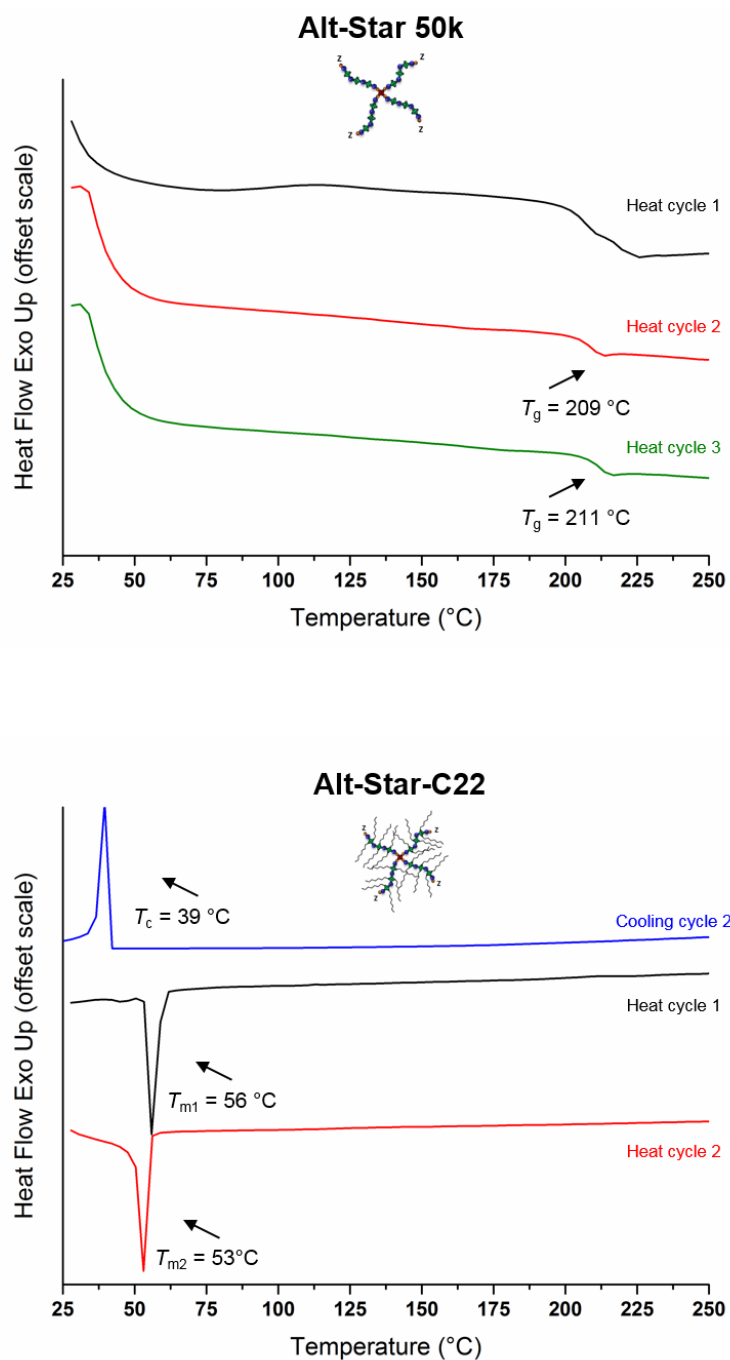 Alt-Star 50k
z
z
z
z
Heat Flow Exo Up (offset scale)
Heat cycle 1
Heat cycle 2
Tg = 209 °C
Heat cycle 3
Tg = 211 °C
25 50 75 100 125 150 175 200 225 250
Temperature (°C)
Alt-Star-C22
z
z
z
z
Heat Flow Exo Up (offset scale)
Tc = 39 °C
Cooling cycle 2
Heat cycle 1
Tm1 = 56 °C
Heat cycle 2
Tm2 = 53°C
25 50 75 100 125 150 175 200 225 250
Temperature (°C)